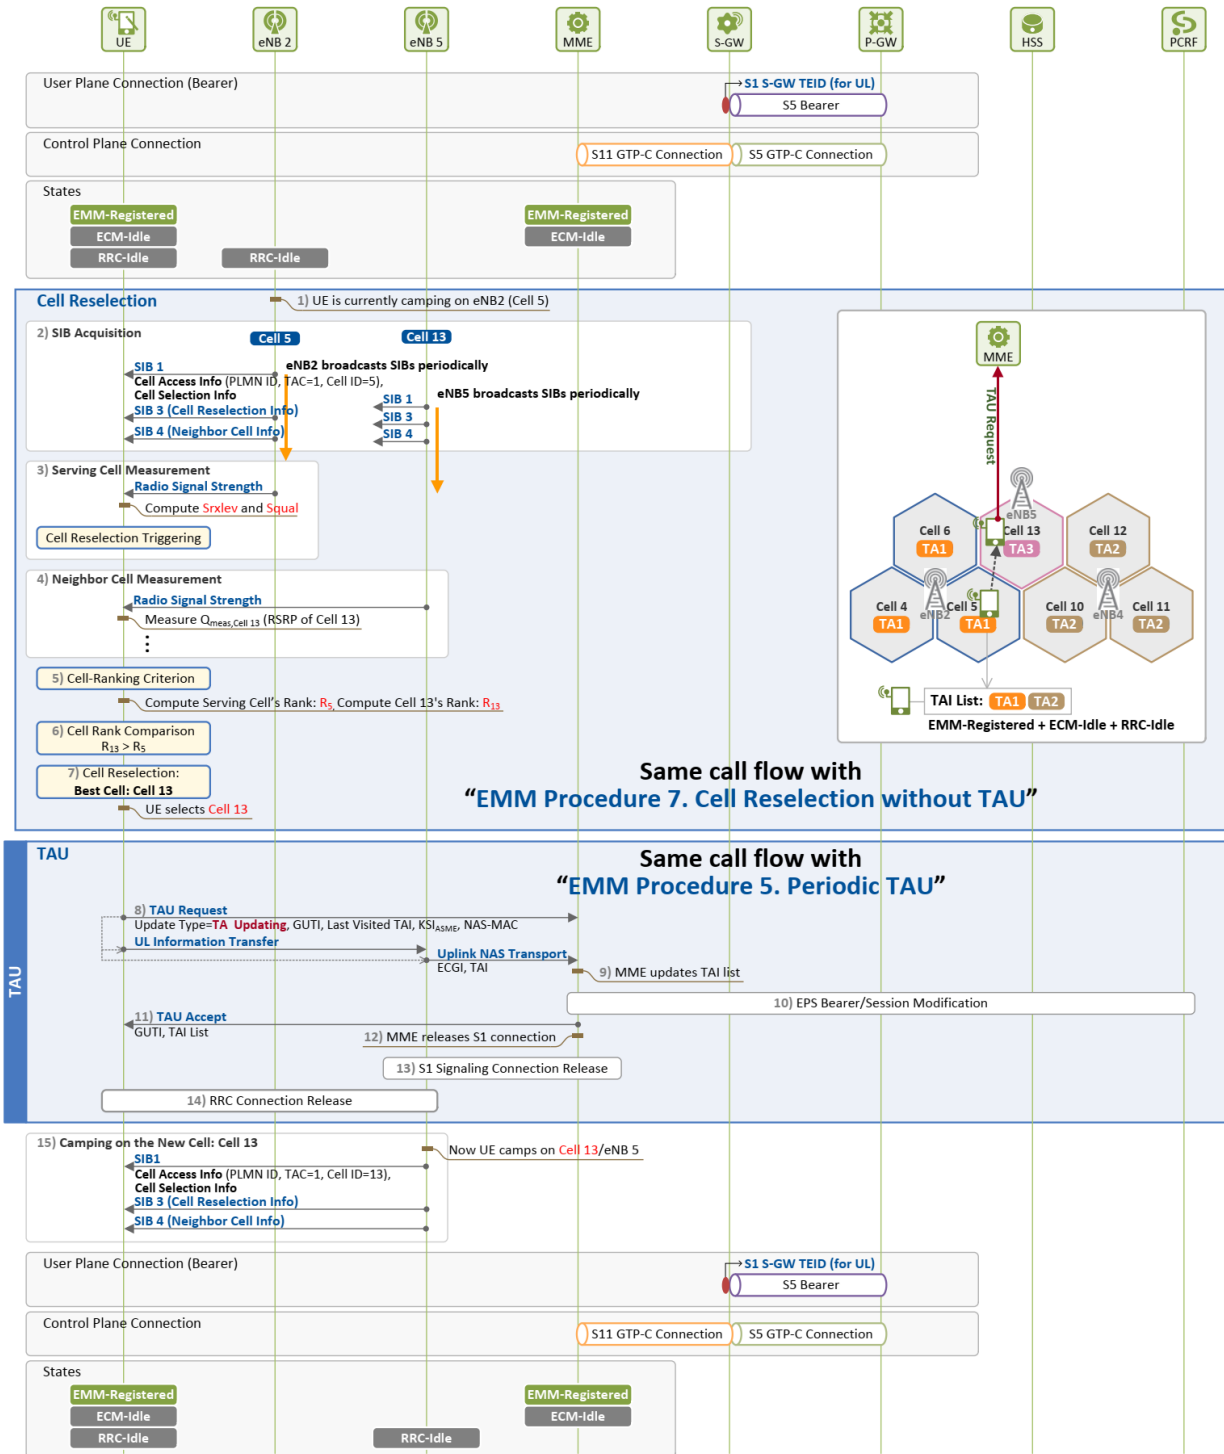 UE
eNB 2
eNB 5
MME
S-GW
P-GW
HSS
PCRF
User Plane Connection (Bearer)
S1 S-GW TEID (for UL)
S5 Bearer
Control Plane Connection
S11 GTP-C Connection
S5 GTP-C Connection
States
EMM-Registered
ECM-Idle
RRC-Idle
RRC-Idle
EMM-Registered
ECM-Idle
Cell Reselection
1) UE is currently camping on eNB2 (Cell 5)
2) SIB Acquisition
Cell 5
Cell 13
SIB 1
eNB2 broadcasts SIBs periodically
Cell Access Info (PLMN ID, TAC=1, Cell ID=5),
Cell Selection Info
SIB 3 (Cell Reselection Info)
SIB 4 (Neighbor Cell Info)
eNB5 broadcasts SIBs periodically
SIB 1
SIB 3
SIB 4
3) Serving Cell Measurement
Radio Signal Strength
Compute Srxlev and Squal
Cell Reselection Triggering
4) Neighbor Cell Measurement
Radio Signal Strength
Measure Qmeas,Cell 13 (RSRP of Cell 13)
5) Cell-Ranking Criterion
Compute Serving Cell's Rank: R5, Compute Cell 13's Rank: R13
6) Cell Rank Comparison
R13 > R5
7) Cell Reselection:
Best Cell: Cell 13
UE selects Cell 13
MME
TAU Request
eNB5
Cell 6
TA1
Cell 13
TA3
Cell 12
TA2
Cell 4
TA1
eNB2
Cell 5
TA1
Cell 10
TA2
eNB4
Cell 11
TA2
TAI List: TA1 TA2
EMM-Registered + ECM-Idle + RRC-Idle
Same call flow with
“EMM Procedure 7. Cell Reselection without TAU”
TAU
TAU
Same call flow with
“EMM Procedure 5. Periodic TAU”
8) TAU Request
Update Type=TA Updating, GUTI, Last Visited TAI, KSIASME, NAS-MAC
UL Information Transfer
Uplink NAS Transport
ECGI, TAI
9) MME updates TAI list
10) EPS Bearer/Session Modification
11) TAU Accept
GUTI, TAI List
12) MME releases S1 connection
13) S1 Signaling Connection Release
14) RRC Connection Release
15) Camping on the New Cell: Cell 13
Now UE camps on Cell 13/eNB 5
SIB1
Cell Access Info (PLMN ID, TAC=1, Cell ID=13),
Cell Selection Info
SIB 3 (Cell Reselection Info)
SIB 4 (Neighbor Cell Info)
User Plane Connection (Bearer)
S1 S-GW TEID (for UL)
S5 Bearer
Control Plane Connection
S11 GTP-C Connection
S5 GTP-C Connection
States
EMM-Registered
ECM-Idle
RRC-Idle
RRC-Idle
EMM-Registered
ECM-Idle